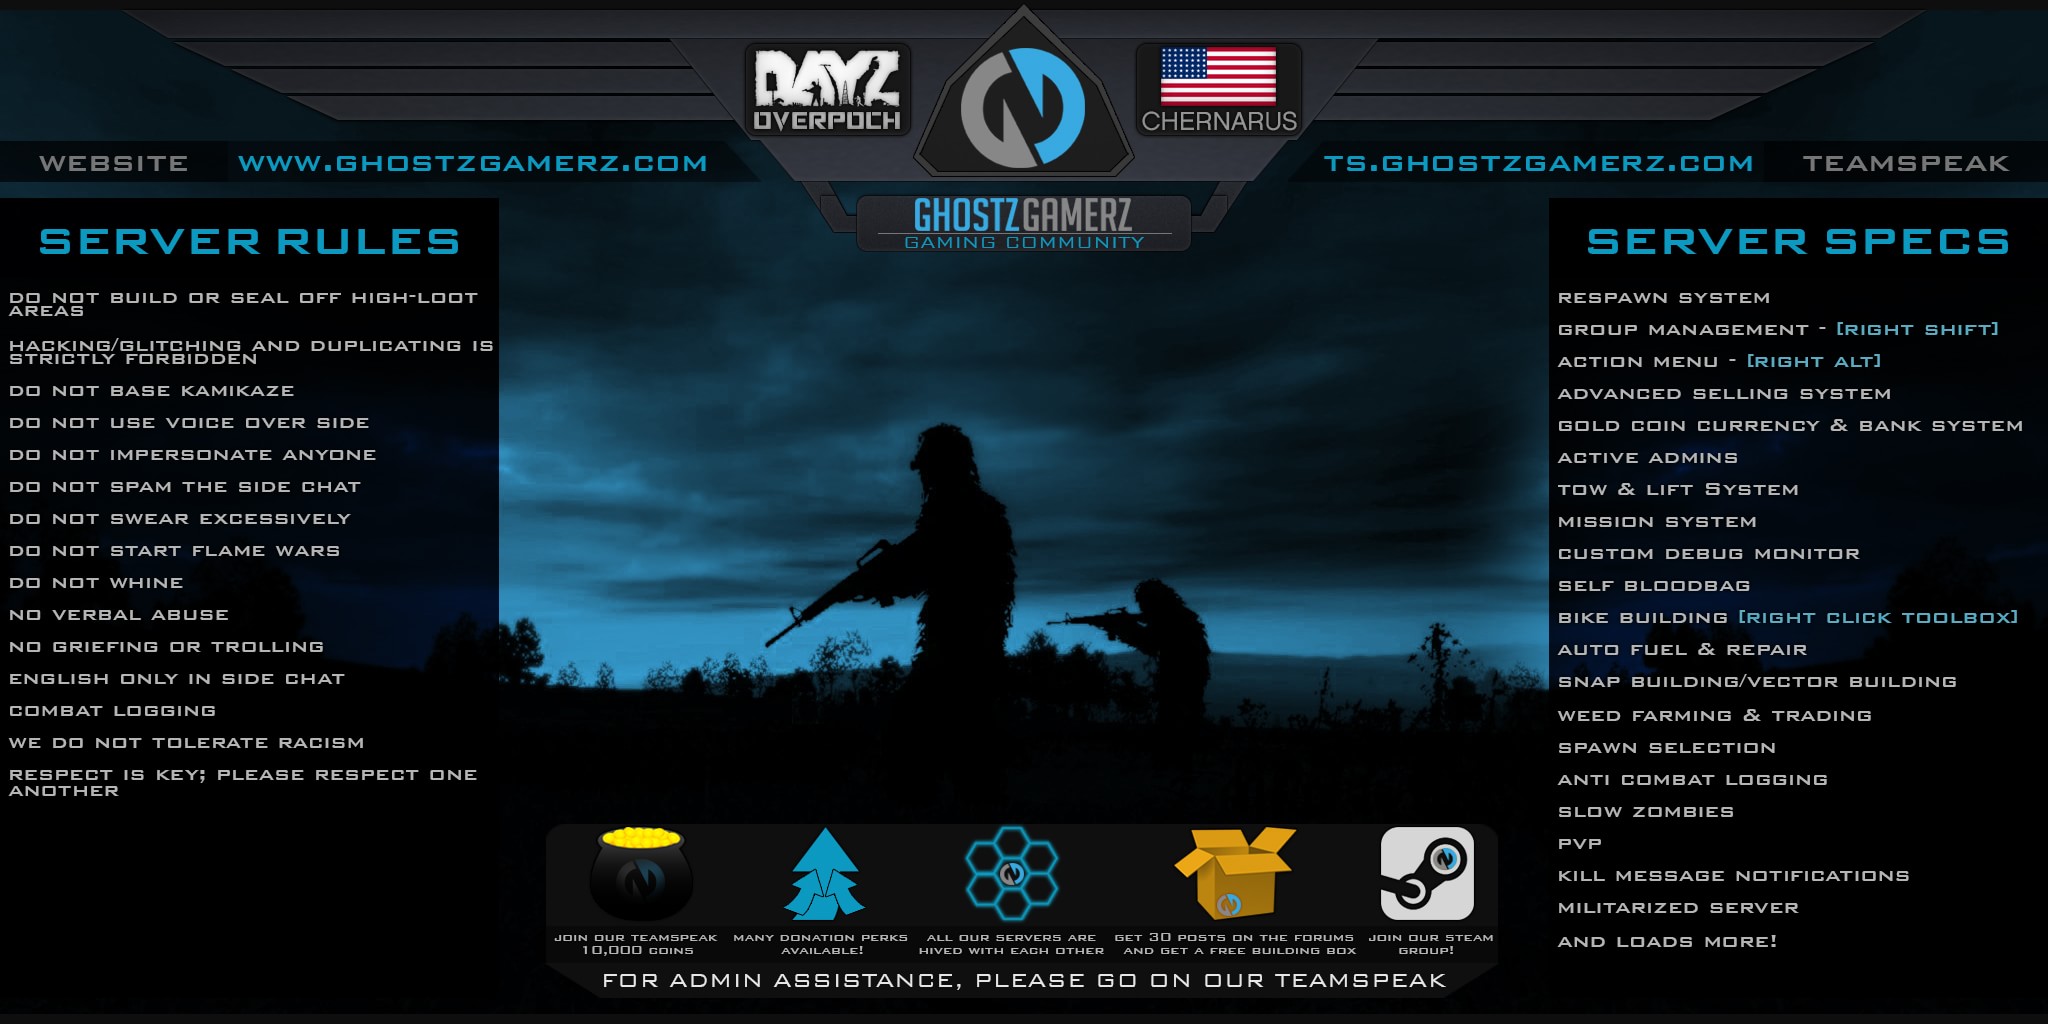 DAYZ
OVERPOCH
CHERNARUS
WEBSITE
WWW.GHOSTZGAMERZ.COM
TS.GHOSTZGAMERZ.COM
TEAMSPEAK
GHOSTZGAMERZ
GAMING COMMUNITY
SERVER RULES
DO NOT BUILD OR SEAL OFF HIGH-LOOT
AREAS
HACKING/GLITCHING AND DUPLICATING IS
STRICTLY FORBIDDEN
DO NOT BASE KAMIKAZE
DO NOT USE VOICE OVER SIDE
DO NOT IMPERSONATE ANYONE
DO NOT SPAM THE SIDE CHAT
DO NOT SWEAR EXCESSIVELY
DO NOT START FLAME WARS
DO NOT WHINE
NO VERBAL ABUSE
NO GRIEFING OR TROLLING
ENGLISH ONLY IN SIDE CHAT
COMBAT LOGGING
WE DO NOT TOLERATE RACISM
RESPECT IS KEY; PLEASE RESPECT ONE
ANOTHER
SERVER SPECS
RESPAWN SYSTEM
GROUP MANAGEMENT - [RIGHT SHIFT]
ACTION MENU - [RIGHT ALT]
ADVANCED SELLING SYSTEM
GOLD COIN CURRENCY & BANK SYSTEM
ACTIVE ADMINS
TOW & LIFT SYSTEM
MISSION SYSTEM
CUSTOM DEBUG MONITOR
SELF BLOODBAG
BIKE BUILDING [RIGHT CLICK TOOLBOX]
AUTO FUEL & REPAIR
SNAP BUILDING/VECTOR BUILDING
WEED FARMING & TRADING
SPAWN SELECTION
ANTI COMBAT LOGGING
SLOW ZOMBIES
PVP
KILL MESSAGE NOTIFICATIONS
MILITARIZED SERVER
AND LOADS MORE!
JOIN OUR TEAMSPEAK
10,000 COINS
MANY DONATION PERKS
AVAILABLE!
ALL OUR SERVERS ARE
HIVED WITH EACH OTHER
GET 30 POSTS ON THE FORUMS
AND GET A FREE BUILDING BOX
JOIN OUR STEAM
GROUP!
FOR ADMIN ASSISTANCE, PLEASE GO ON OUR TEAMSPEAK